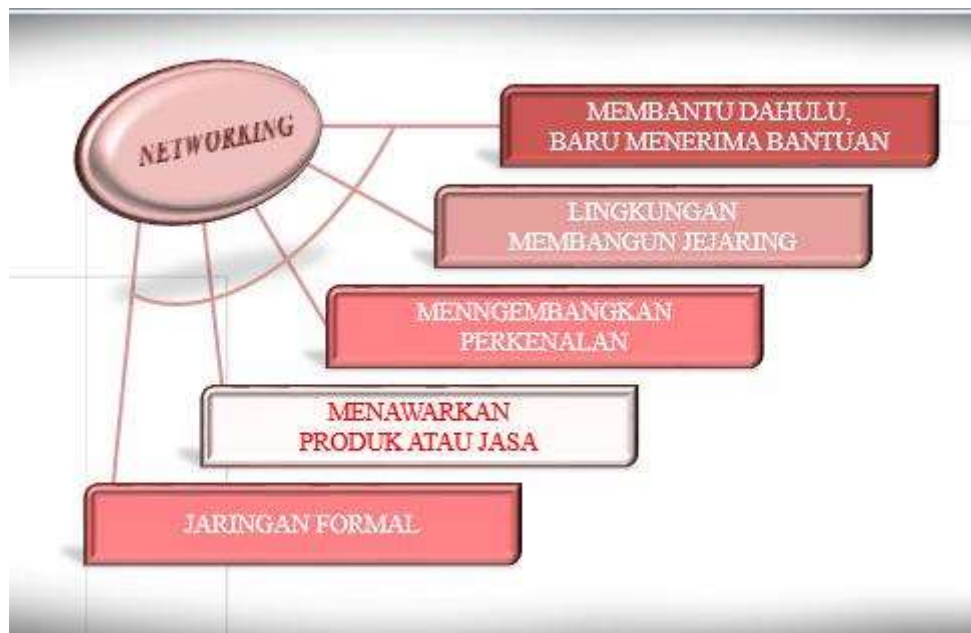 NETWORKING
MEMBANTU DAHULU,
BARU MENERIMA BANTUAN
LINGKUNGAN
MEMBANGUN JEJARING
MENNGEMBANGKAN
PERKENALAN
MENAWARKAN
PRODUK ATAU JASA
JARINGAN FORMAL